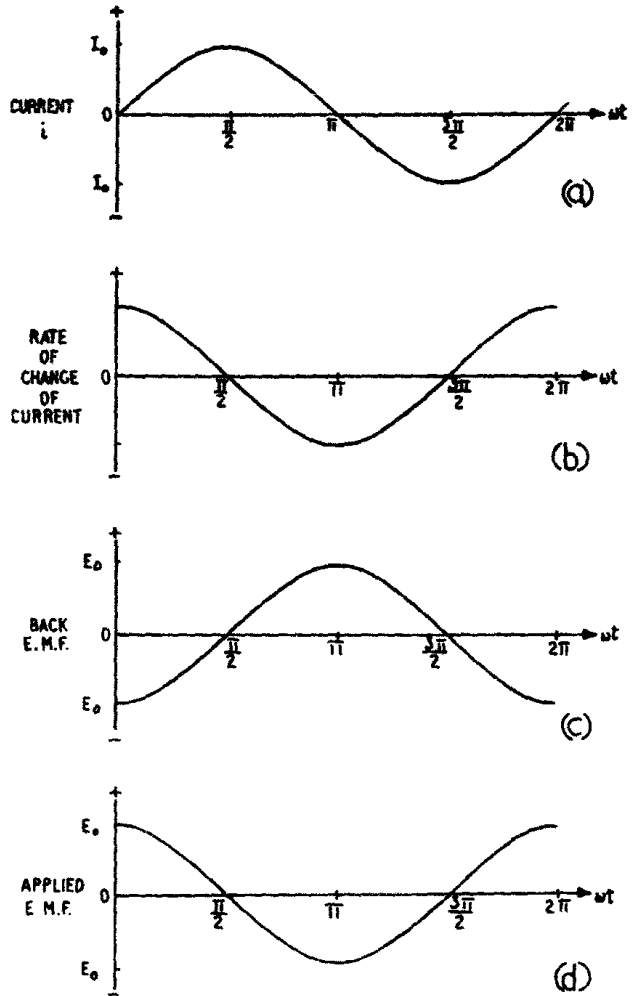 +
I₀
CURRENT
i
0
π/2
π
3π/2
2π
ωt
I₀
(a)
−
+
RATE
OF
CHANGE
OF
CURRENT
0
π/2
π
3π/2
2π
ωt
(b)
−
+
E₀
BACK
E.M.F.
0
π/2
π
3π/2
2π
ωt
E₀
(c)
−
+
E₀
APPLIED
E M.F.
0
π/2
π
3π/2
2π
ωt
E₀
(d)
−